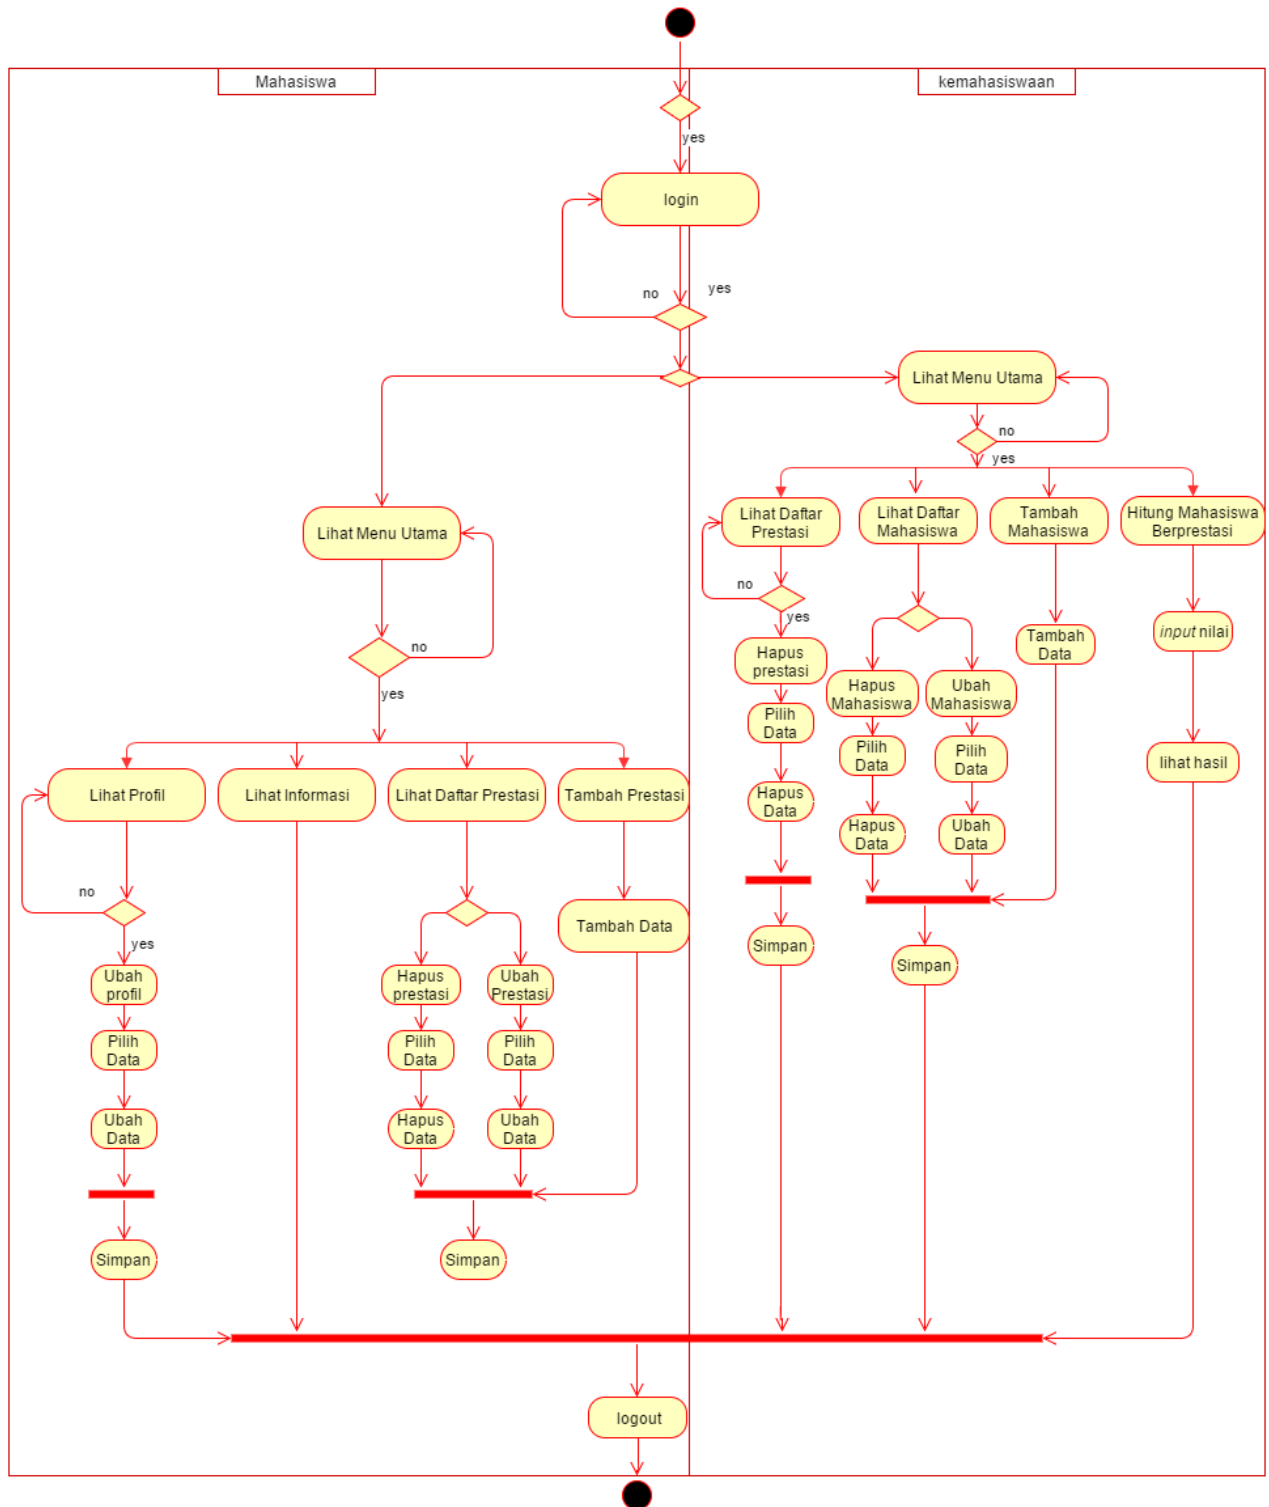 Mahasiswa
kemahasiswaan
yes
login
no
yes
Lihat Menu Utama
no
yes
Lihat Daftar
Prestasi
Lihat Daftar
Mahasiswa
Tambah
Mahasiswa
Hitung Mahasiswa
Berprestasi
Lihat Menu Utama
no
yes
no
yes
Hapus
prestasi
Pilih
Data
Hapus
Data
Simpan
Hapus
Mahasiswa
Pilih
Data
Hapus
Data
Ubah
Mahasiswa
Pilih
Data
Ubah
Data
Simpan
Tambah
Data
input nilai
lihat hasil
Lihat Profil
Lihat Informasi
Lihat Daftar Prestasi
Tambah Prestasi
no
yes
Ubah
profil
Pilih
Data
Ubah
Data
Simpan
Hapus
prestasi
Pilih
Data
Hapus
Data
Ubah
Prestasi
Pilih
Data
Ubah
Data
Tambah Data
Simpan
logout